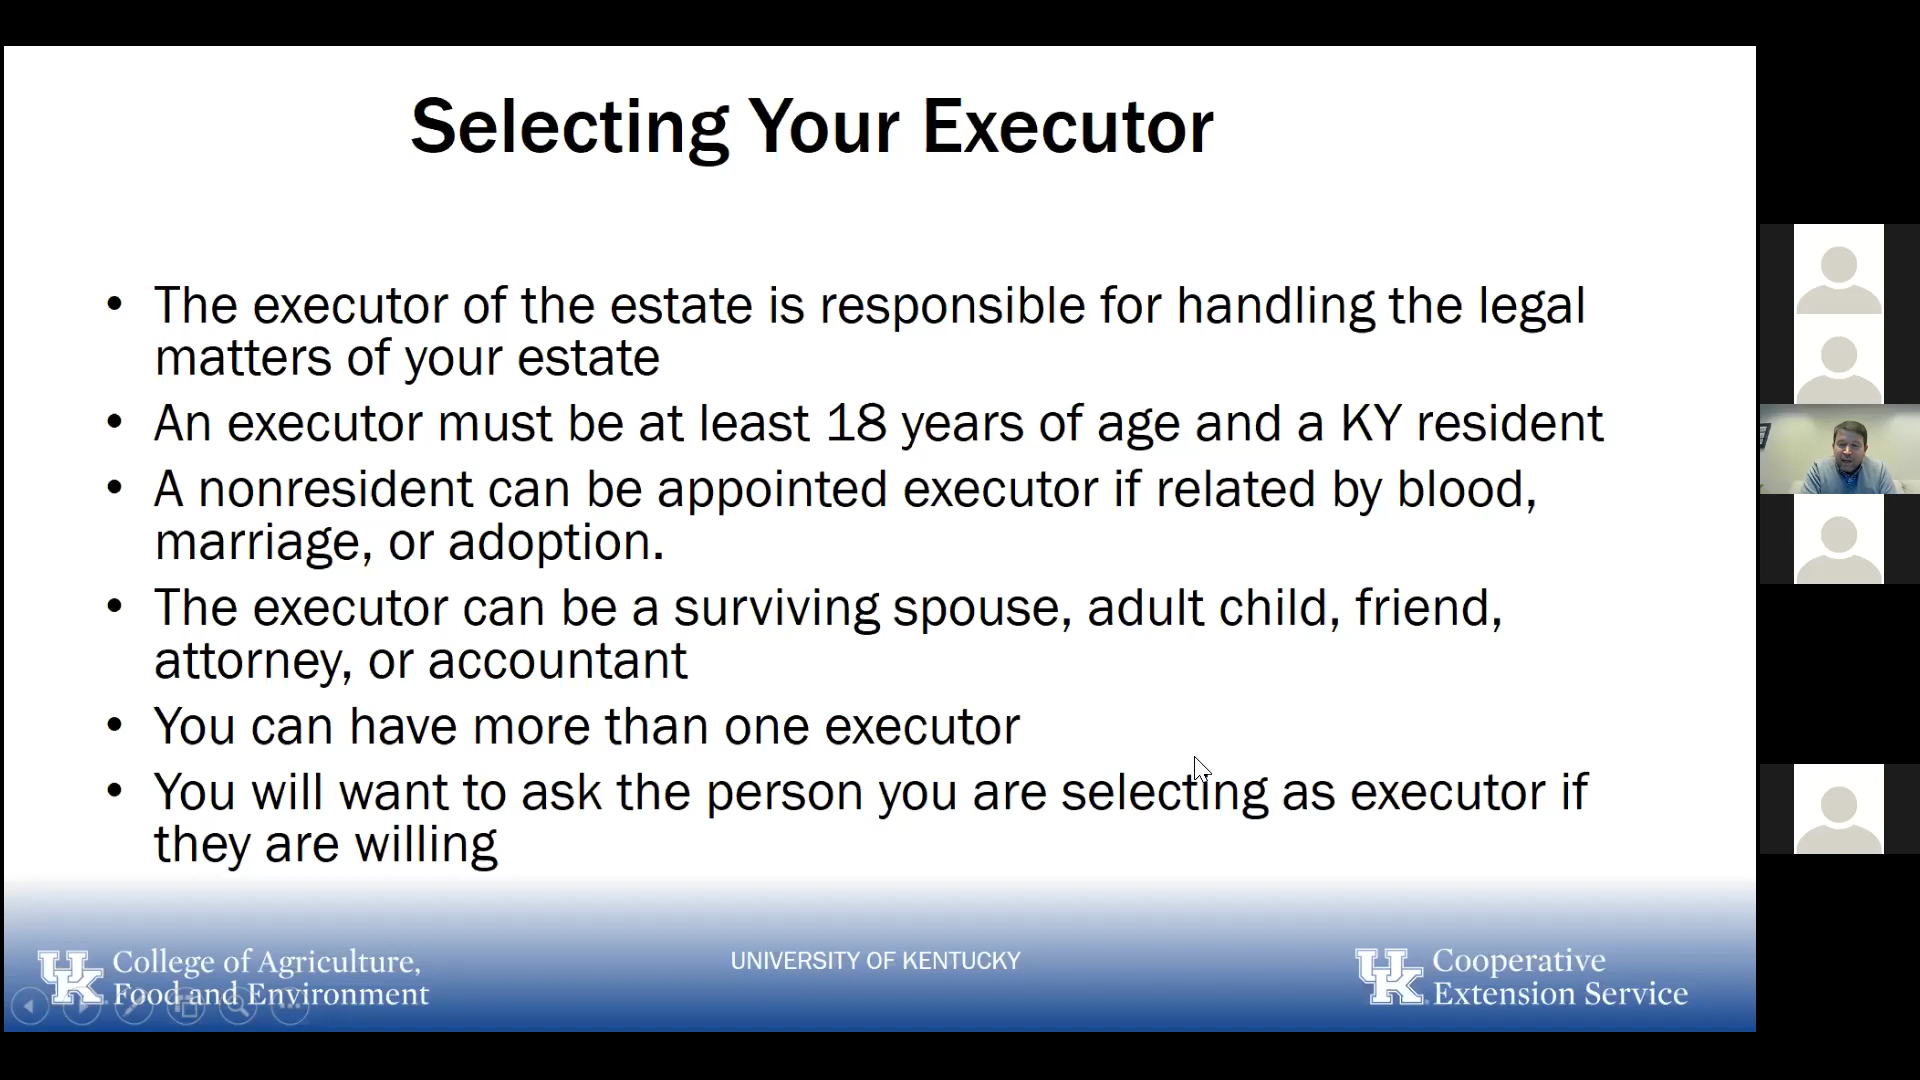 Selecting Your Executor
• The executor of the estate is responsible for handling the legal
matters of your estate
• An executor must be at least 18 years of age and a KY resident
• A nonresident can be appointed executor if related by blood,
marriage, or adoption.
• The executor can be a surviving spouse, adult child, friend,
attorney, or accountant
• You can have more than one executor
• You will want to ask the person you are selecting as executor if
they are willing
UK College of Agriculture,
Food and Environment
UNIVERSITY OF KENTUCKY
UK Cooperative
Extension Service